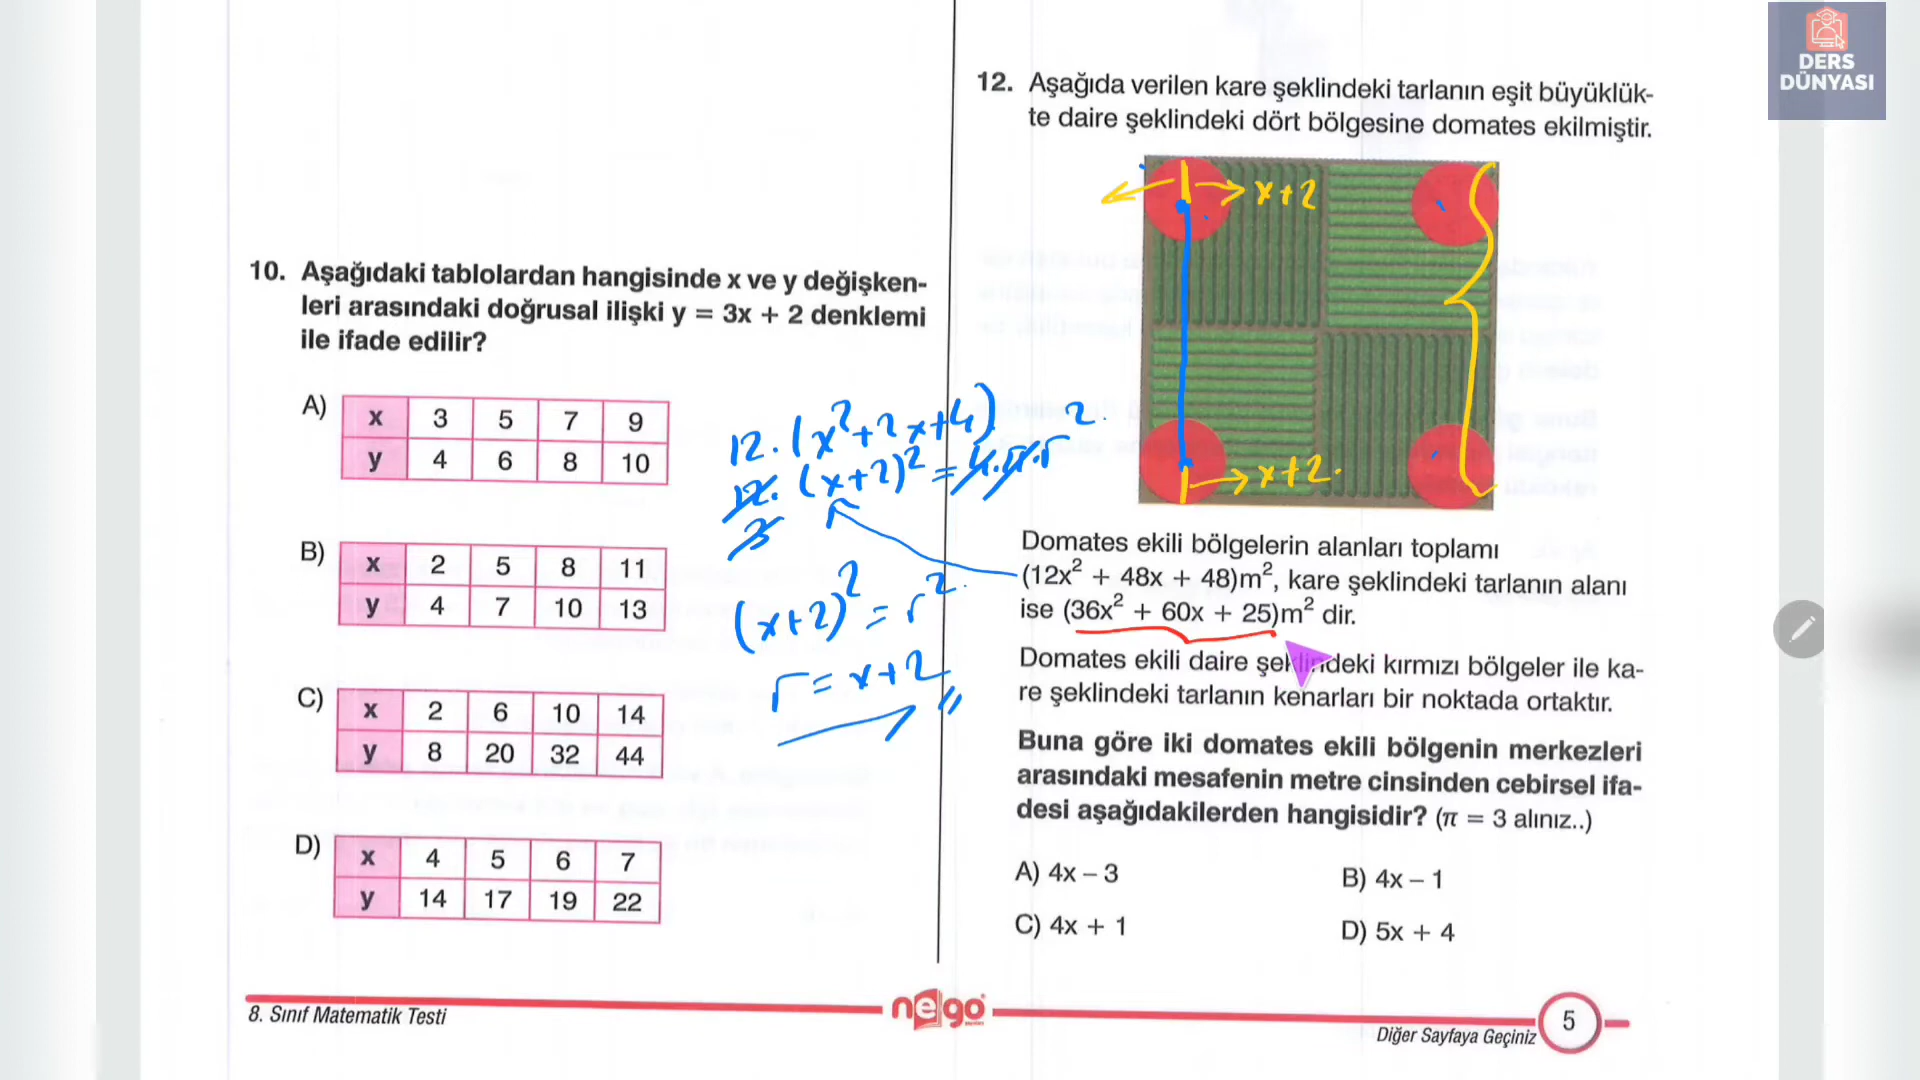 DERS
DÜNYASI
10. Aşağıdaki tablolardan hangisinde x ve y değişken-
leri arasındaki doğrusal ilişki y = 3x + 2 denklemi
ile ifade edilir?
A) x 3 5 7 9
y 4 6 8 10
B) x 2 5 8 11
y 4 7 10 13
C) x 2 6 10 14
y 8 20 32 44
D) x 4 5 6 7
y 14 17 19 22
12.(x²+2x+4)
12.(x+2)²=4.π.r²
3
(x+2)²=r².
r=x+2
12. Aşağıda verilen kare şeklindeki tarlanın eşit büyüklük-
te daire şeklindeki dört bölgesine domates ekilmiştir.
x+2
x+2.
Domates ekili bölgelerin alanları toplamı
(12x² + 48x + 48)m², kare şeklindeki tarlanın alanı
ise (36x² + 60x + 25)m² dir.
Domates ekili daire şeklindeki kırmızı bölgeler ile ka-
re şeklindeki tarlanın kenarları bir noktada ortaktır.
Buna göre iki domates ekili bölgenin merkezleri
arasındaki mesafenin metre cinsinden cebirsel ifa-
desi aşağıdakilerden hangisidir? (π = 3 alınız..)
A) 4x – 3
B) 4x – 1
C) 4x + 1
D) 5x + 4
8. Sınıf Matematik Testi
nego
Diğer Sayfaya Geçiniz
5